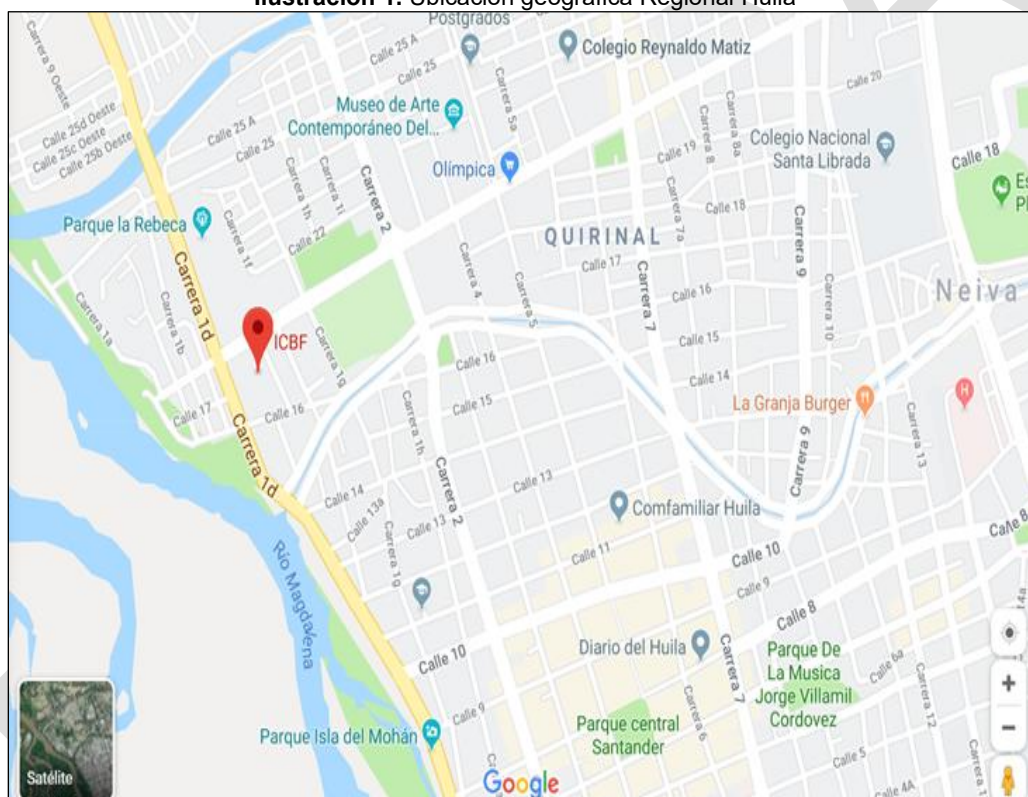 Ilustración 1. Ubicación geográfica Regional Huila
Postgrados
Colegio Reynaldo Matiz
Carrera 9 Oeste
Calle 25 A
Calle 25
Carrera 5a
Calle 20
Museo de Arte
Contemporáneo Del...
Carrera 8a
Carrera 8
Colegio Nacional
Santa Librada
Calle 25d Oeste
Calle 25c Oeste
Calle 25b Oeste
Calle 25 A
Calle 25
Carrera 1h
Carrera 1i
Carrera 2
Olímpica
Calle 19
Calle 18
Parque la Rebeca
Carrera 1f
Calle 22
Calle 18
Carrera 7a
QUIRINAL
Calle 17
Carrera 4
Carrera 5
Carrera 7
Carrera 9
Carrera 10
Calle 16
Neiva
Carrera 1a
Carrera 1b
Carrera 1d
ICBF
Carrera 1g
Calle 16
Calle 15
Calle 14
Calle 15
La Granja Burger
H
Calle 17
Calle 16
Carrera 1d
Carrera 1h
Carrera 2
Carrera 9
Carrera 13
Calle 14
Calle 13a
Calle 13
Calle 13
Comfamiliar Huila
Carrera 1g
Calle 11
Calle 10
Calle 8
Río Magdalena
Calle 9
Calle 8
Calle 10
Diario del Huila
Carrera 7
Parque De
La Musica
Jorge Villamil
Cordovez
Calle 6a
Carrera 12
Calle 9
Parque Isla del Mohán
Parque central
Santander
Carrera 6
Calle 5
Calle 4A
Satélite
Google